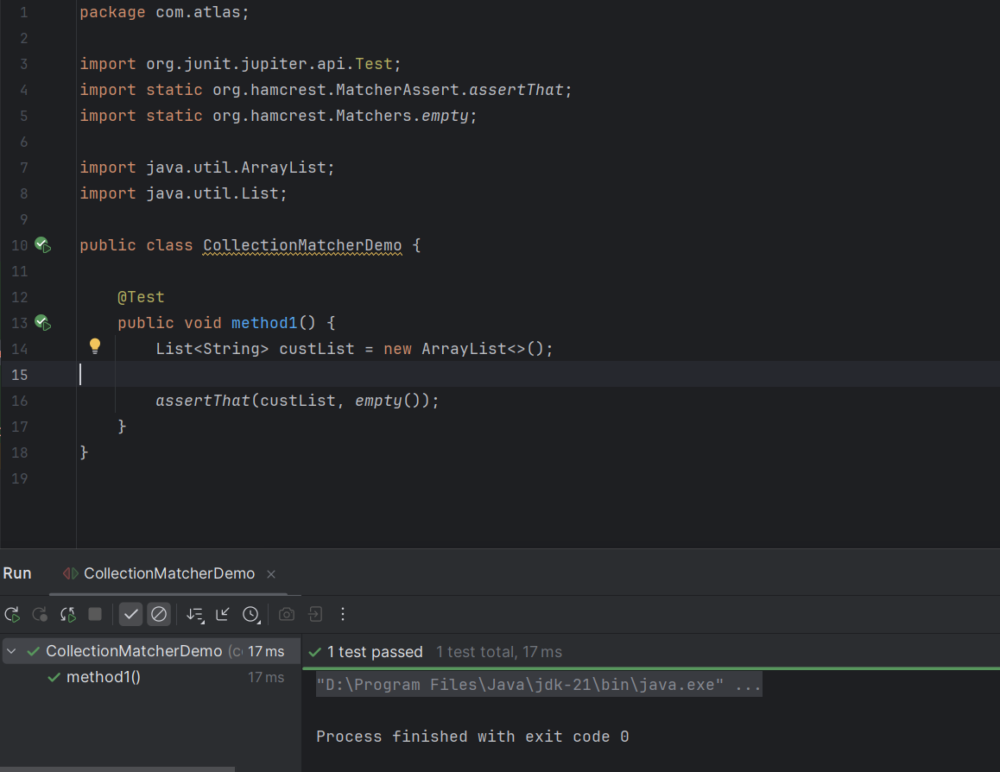 1 package com.atlas;
2
3 import org.junit.jupiter.api.Test;
4 import static org.hamcrest.MatcherAssert.assertThat;
5 import static org.hamcrest.Matchers.empty;
6
7 import java.util.ArrayList;
8 import java.util.List;
9
10 public class CollectionMatcherDemo {
11
12     @Test
13     public void method1() {
14         List<String> custList = new ArrayList<>();
15
16         assertThat(custList, empty());
17     }
18 }
19
Run CollectionMatcherDemo ×
CollectionMatcherDemo (c 17 ms
method1() 17 ms
1 test passed 1 test total, 17 ms
"D:\Program Files\Java\jdk-21\bin\java.exe" ...
Process finished with exit code 0